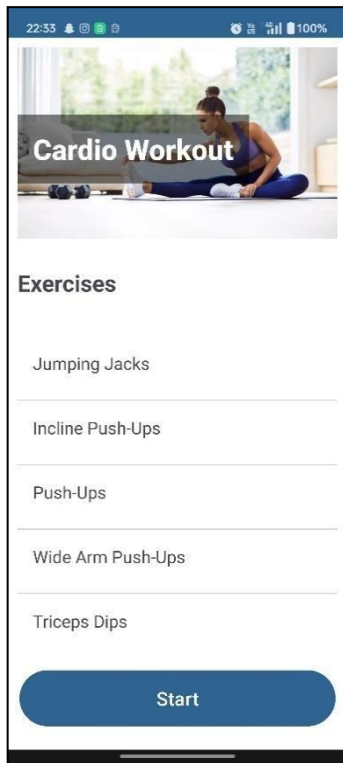 22:33 100%
Cardio Workout
Exercises
Jumping Jacks
Incline Push-Ups
Push-Ups
Wide Arm Push-Ups
Triceps Dips
Start